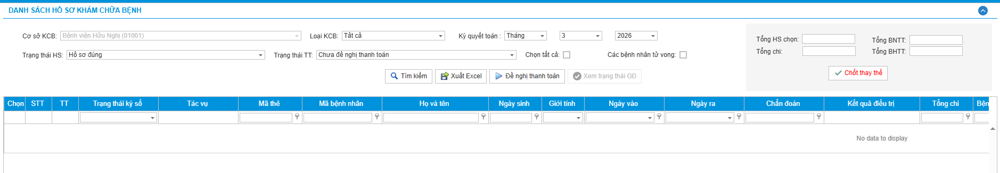 DANH SÁCH HỒ SƠ KHÁM CHỮA BỆNH
Cơ sở KCB: Bệnh viện Hữu Nghị (01001) Loại KCB: Tất cả Kỳ quyết toán : Tháng 3 2026
Tổng HS chọn: Tổng BNTT:
Tổng chi: Tổng BHTT:
Trạng thái HS: Hồ sơ đúng Trạng thái TT: Chưa đề nghị thanh toán Chọn tất cả: Các bệnh nhân tử vong:
Tìm kiếm Xuất Excel Đề nghị thanh toán Xem trạng thái GĐ Chốt thay thế
Chọn STT TT Trạng thái ký số Tác vụ Mã thẻ Mã bệnh nhân Họ và tên Ngày sinh Giới tính Ngày vào Ngày ra Chẩn đoán Kết quả điều trị Tổng chi Bện
No data to display